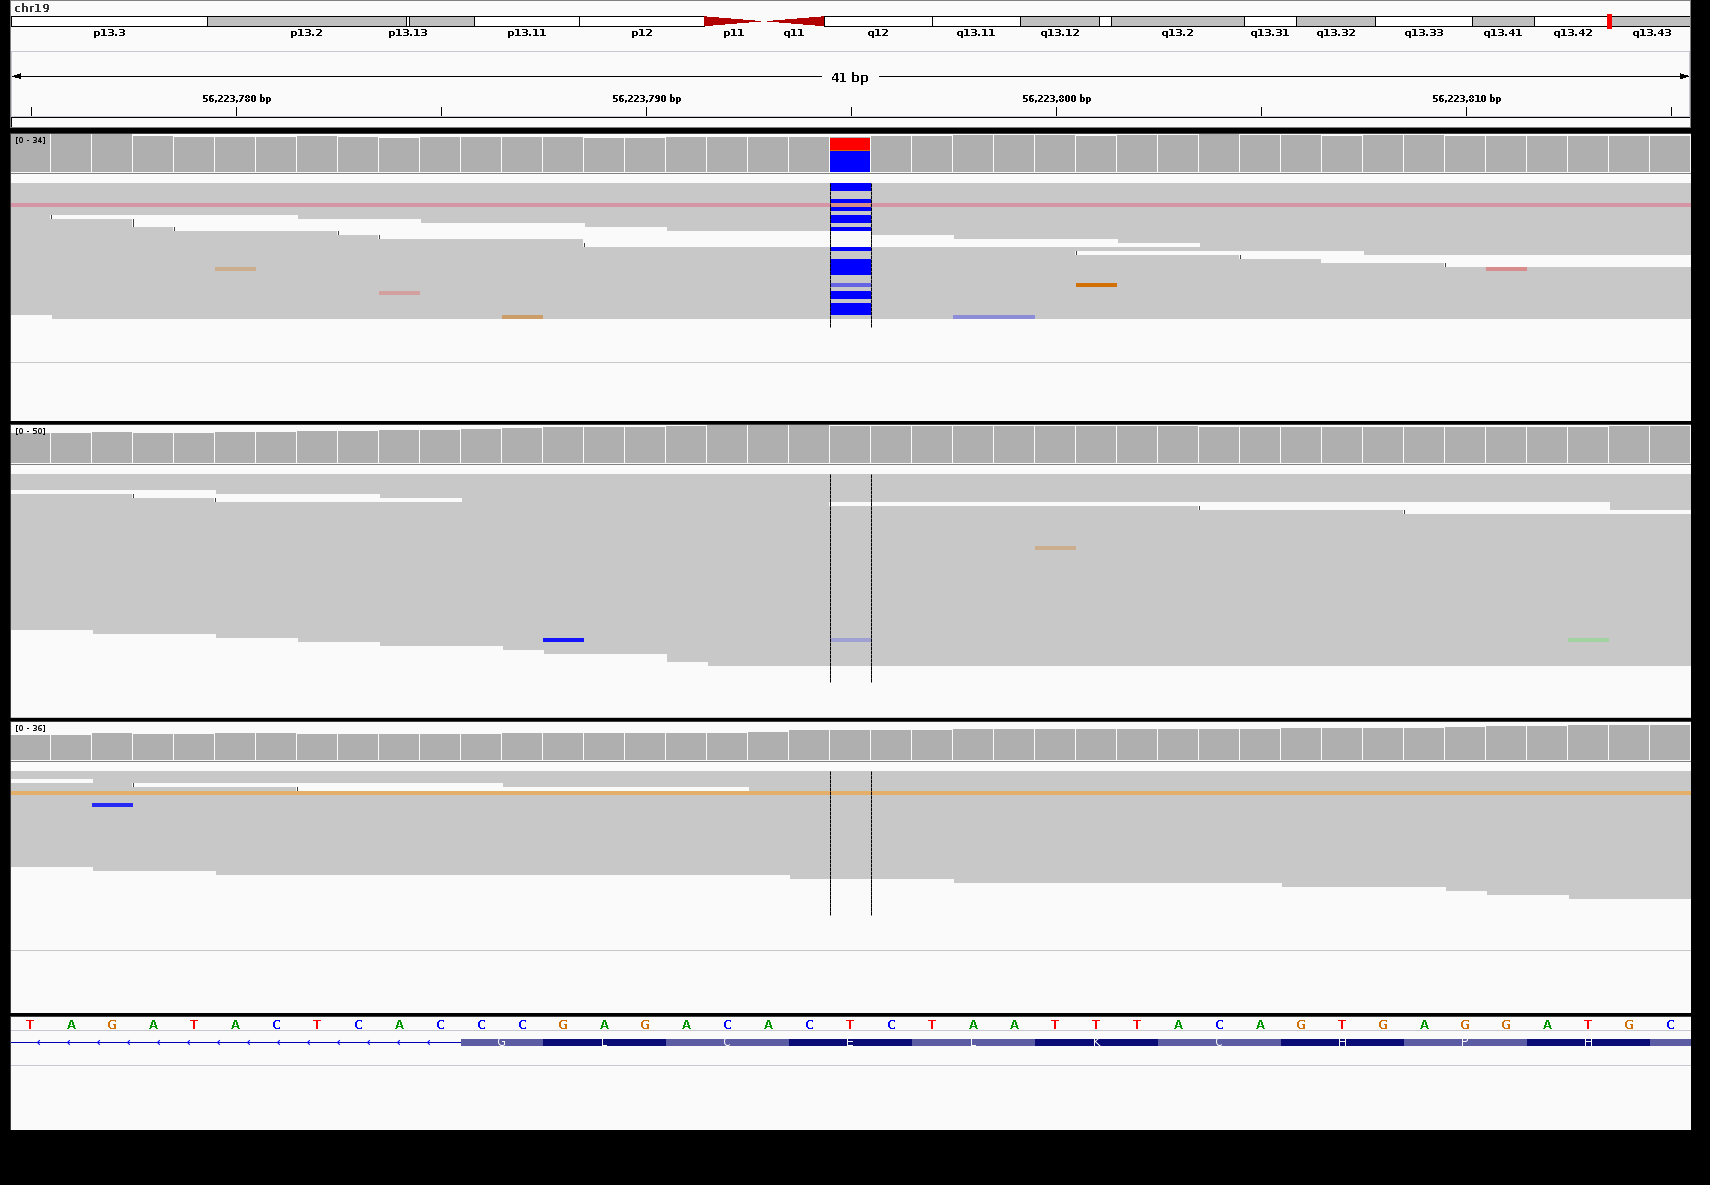 chr19
p13.3 p13.2 p13.13 p13.11 p12 p11 q11 q12 q13.11 q13.12 q13.2 q13.31 q13.32 q13.33 q13.41 q13.42 q13.43
41 bp
56,223,780 bp 56,223,790 bp 56,223,800 bp 56,223,810 bp
[0 - 34]
[0 - 50]
[0 - 36]
T A G A T A C T C A C C C G A G A C A C T C T A A T T T A C A G T G A G G A T G C
G L C E L K C H P H